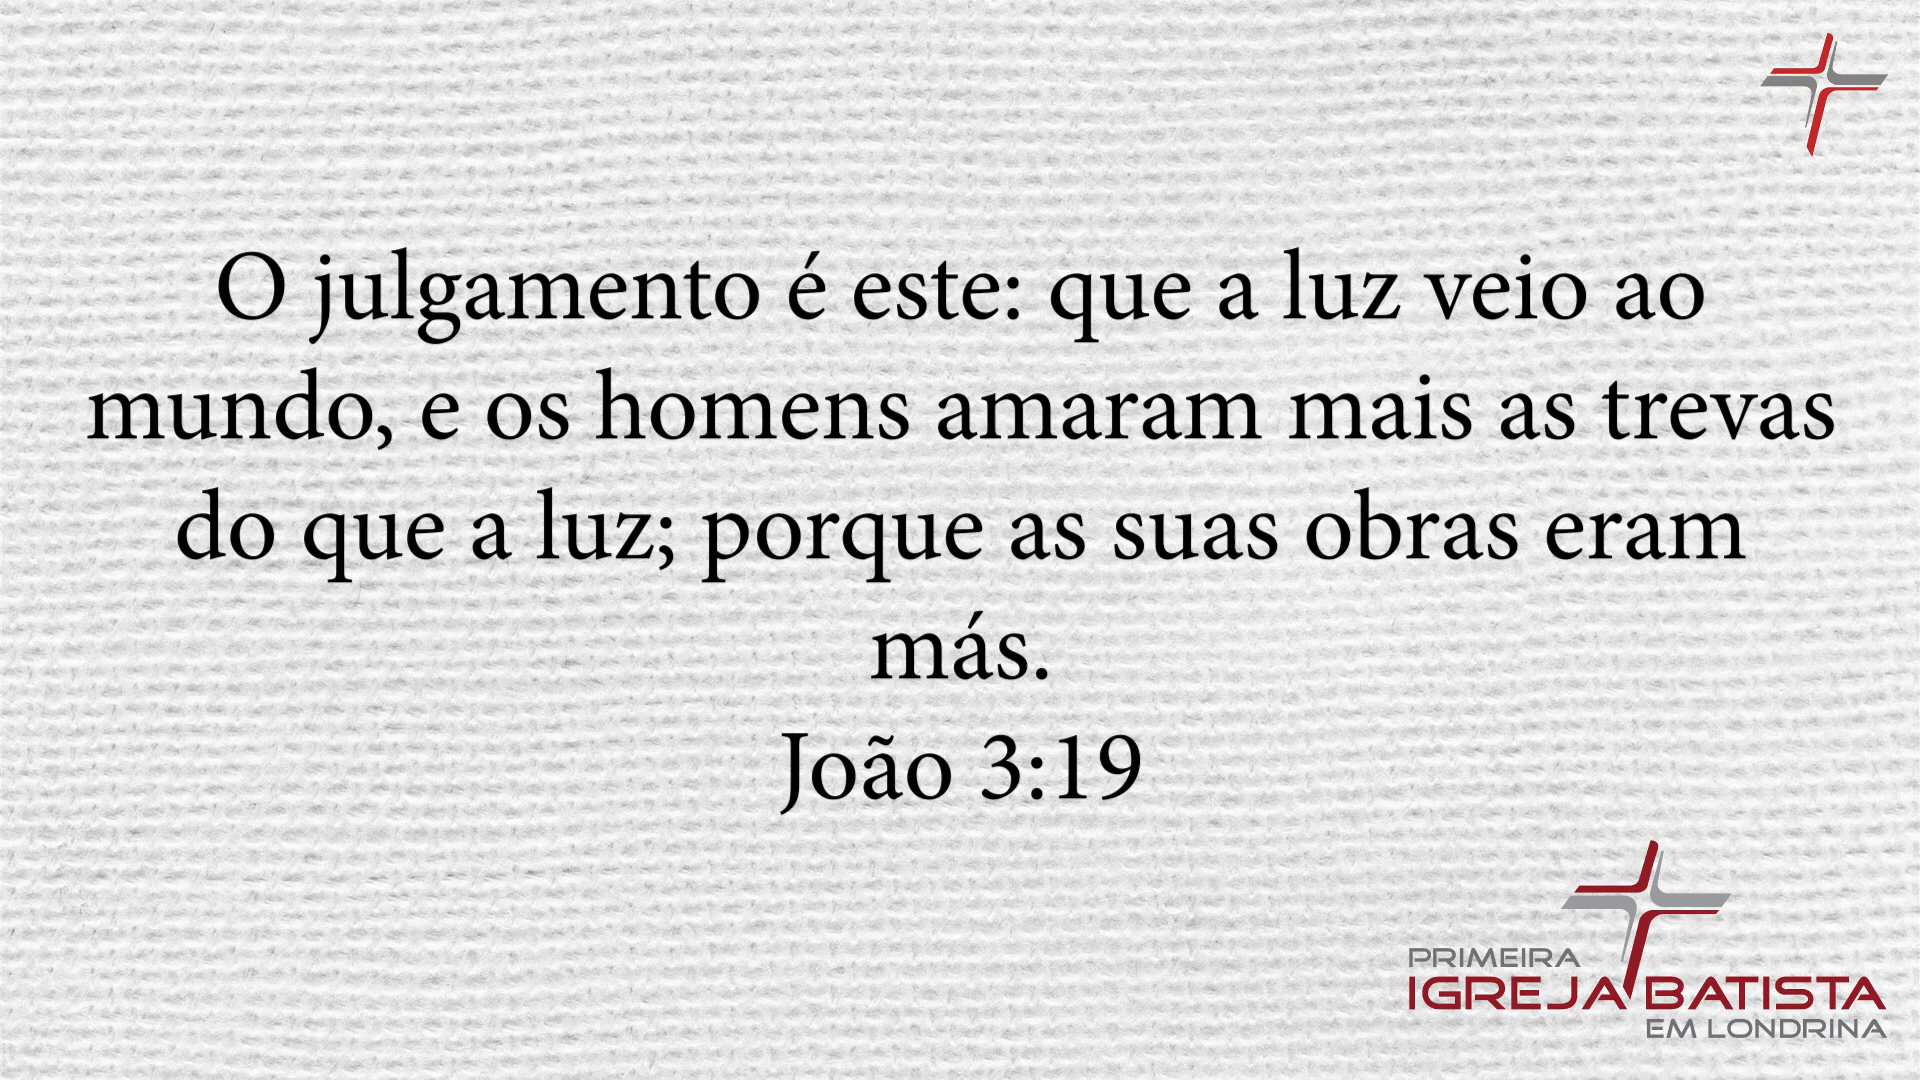 O julgamento é este: que a luz veio ao
mundo, e os homens amaram mais as trevas
do que a luz; porque as suas obras eram
más.
João 3:19
PRIMEIRA
IGREJA BATISTA
EM LONDRINA